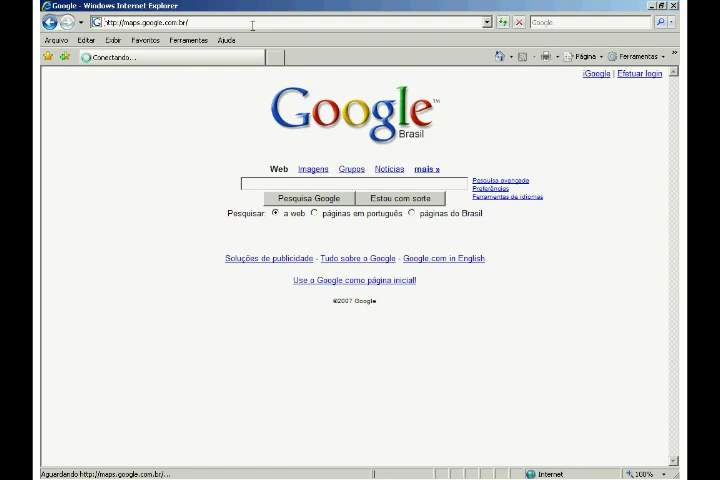 Google - Windows Internet Explorer
http://maps.google.com.br/
Google
Arquivo Editar Exibir Favoritos Ferramentas Ajuda
Conectando...
Página Ferramentas
iGoogle | Efetuar login
Google™
Brasil
Web Imagens Grupos Notícias mais »
Pesquisa avançada
Preferências
Ferramentas de idiomas
Pesquisa Google Estou com sorte
Pesquisar: a web páginas em português páginas do Brasil
Soluções de publicidade - Tudo sobre o Google - Google.com in English
Use o Google como página inicial!
©2007 Google
Aguardando http://maps.google.com.br/...
Internet
100%